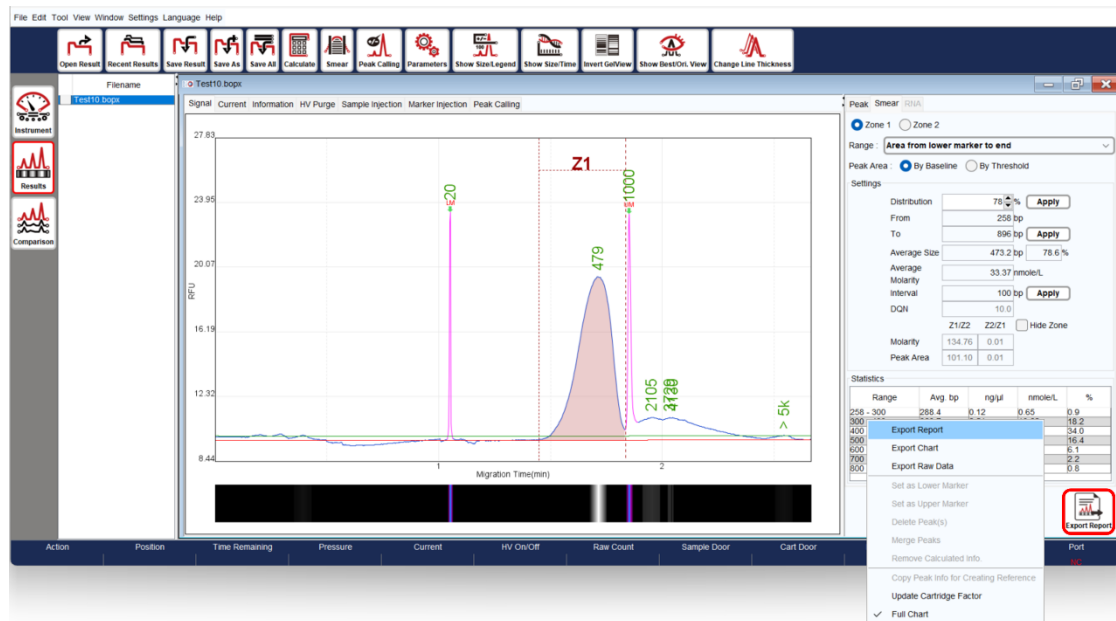 File Edit Tool View Window Settings Language Help
Open Result Recent Results Save Result Save As Save All Calculate Smear Peak Calling Parameters Show Size/Legend Show Size/Time Invert GelView Show Best/Ori. View Change Line Thickness
Instrument
Results
Comparison
Filename
Test10.bopx
Test10.bopx
Signal Current Information HV Purge Sample Injection Marker Injection Peak Calling
27.83
23.95
20.07
16.19
12.32
8.44
RFU
20
LM
Z1
479
1000
2105
> 5k
1
2
Migration Time(min)
Peak Smear RNA
Zone 1 Zone 2
Range : Area from lower marker to end
Peak Area : By Baseline By Threshold
Settings
Distribution 78 % Apply
From 258 bp
To 896 bp Apply
Average Size 473.2 bp 78.6 %
Average Molarity 33.37 nmole/L
Interval 100 bp Apply
DQN 10.0
Z1/Z2 Z2/Z1 Hide Zone
Molarity 134.76 0.01
Peak Area 101.10 0.01
Statistics
Range Avg. bp ng/µl nmole/L %
258 - 300 288.4 0.12 0.65 0.9
300 18.2
400 34.0
500 16.4
600 6.1
700 2.2
800 0.8
Export Report
Export Chart
Export Raw Data
Set as Lower Marker
Set as Upper Marker
Delete Peak(s)
Merge Peaks
Remove Calculated Info.
Copy Peak Info for Creating Reference
Update Cartridge Factor
Full Chart
Export Report
Action Position Time Remaining Pressure Current HV On/Off Raw Count Sample Door Cart Door Port